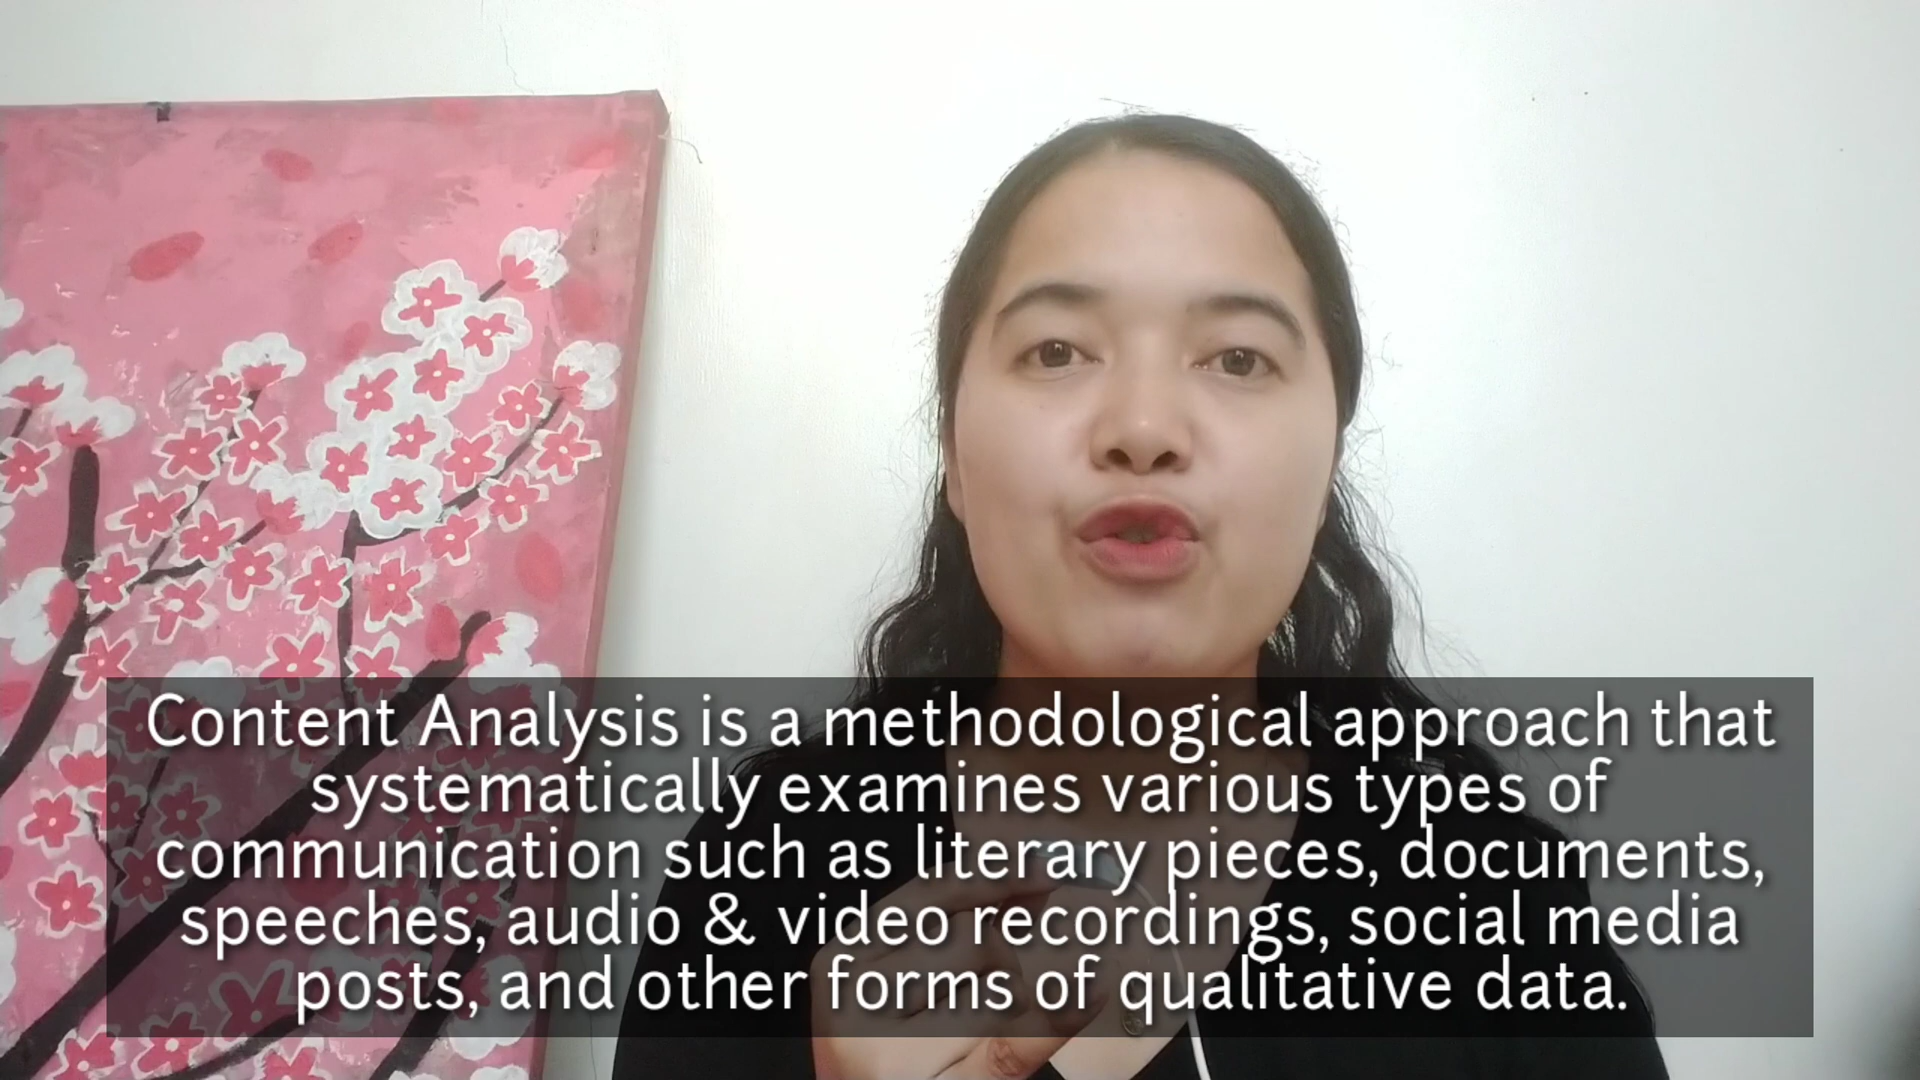 Content Analysis is a methodological approach that
systematically examines various types of
communication such as literary pieces, documents,
speeches, audio & video recordings, social media
posts, and other forms of qualitative data.